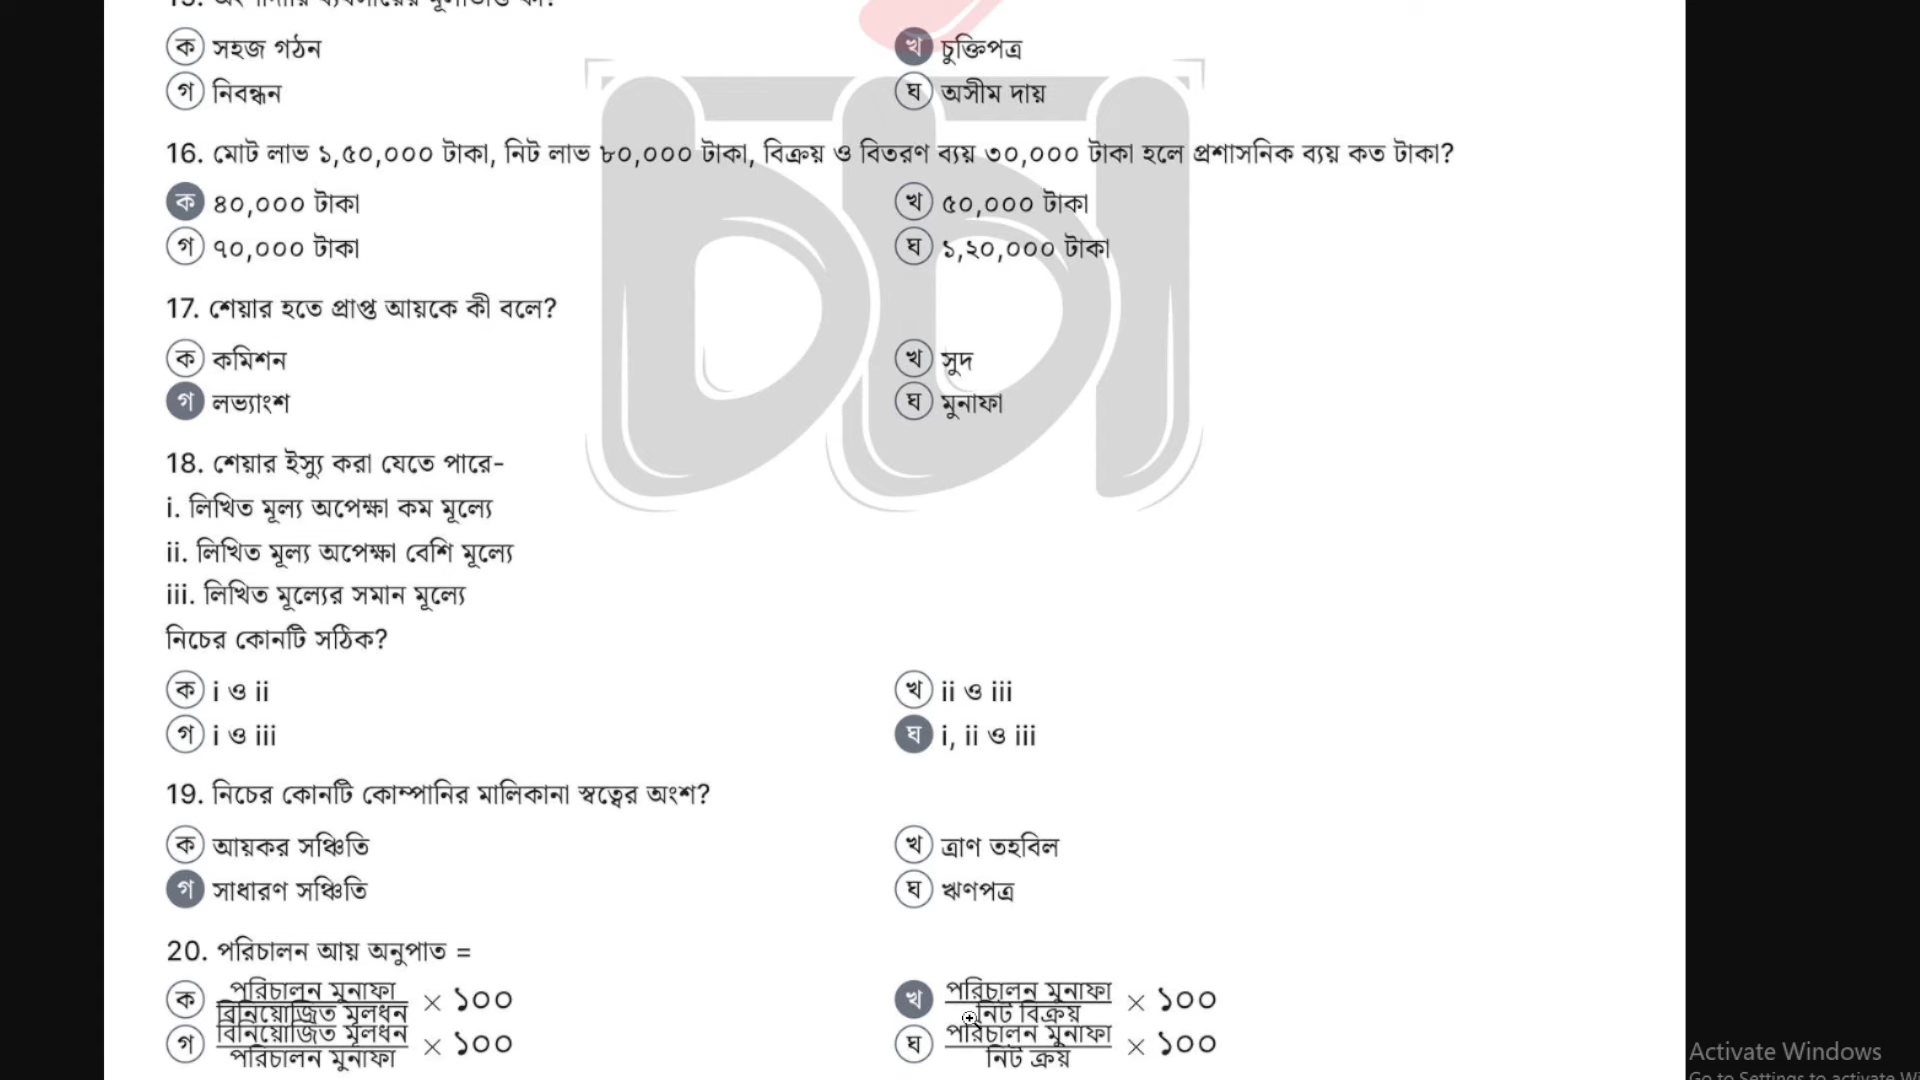 ক সহজ গঠন
খ চুক্তিপত্র
গ নিবন্ধন
ঘ অসীম দায়
16. মোট লাভ ১,৫০,০০০ টাকা, নিট লাভ ৮০,০০০ টাকা, বিক্রয় ও বিতরণ ব্যয় ৩০,০০০ টাকা হলে প্রশাসনিক ব্যয় কত টাকা?
ক ৪০,০০০ টাকা
খ ৫০,০০০ টাকা
গ ৭০,০০০ টাকা
ঘ ১,২০,০০০ টাকা
17. শেয়ার হতে প্রাপ্ত আয়কে কী বলে?
ক কমিশন
খ সুদ
গ লভ্যাংশ
ঘ মুনাফা
18. শেয়ার ইস্যু করা যেতে পারে-
i. লিখিত মূল্য অপেক্ষা কম মূল্যে
ii. লিখিত মূল্য অপেক্ষা বেশি মূল্যে
iii. লিখিত মূল্যের সমান মূল্যে
নিচের কোনটি সঠিক?
ক i ও ii
খ ii ও iii
গ i ও iii
ঘ i, ii ও iii
19. নিচের কোনটি কোম্পানির মালিকানা স্বত্বের অংশ?
ক আয়কর সঞ্চিতি
খ ত্রাণ তহবিল
গ সাধারণ সঞ্চিতি
ঘ ঋণপত্র
20. পরিচালন আয় অনুপাত =
ক পরিচালন মুনাফা
বিনিয়োজিত মূলধন × ১০০
খ পরিচালন মুনাফা
নিট বিক্রয় × ১০০
গ বিনিয়োজিত মূলধন
পরিচালন মুনাফা × ১০০
ঘ পরিচালন মুনাফা
নিট ক্রয় × ১০০
Activate Windows